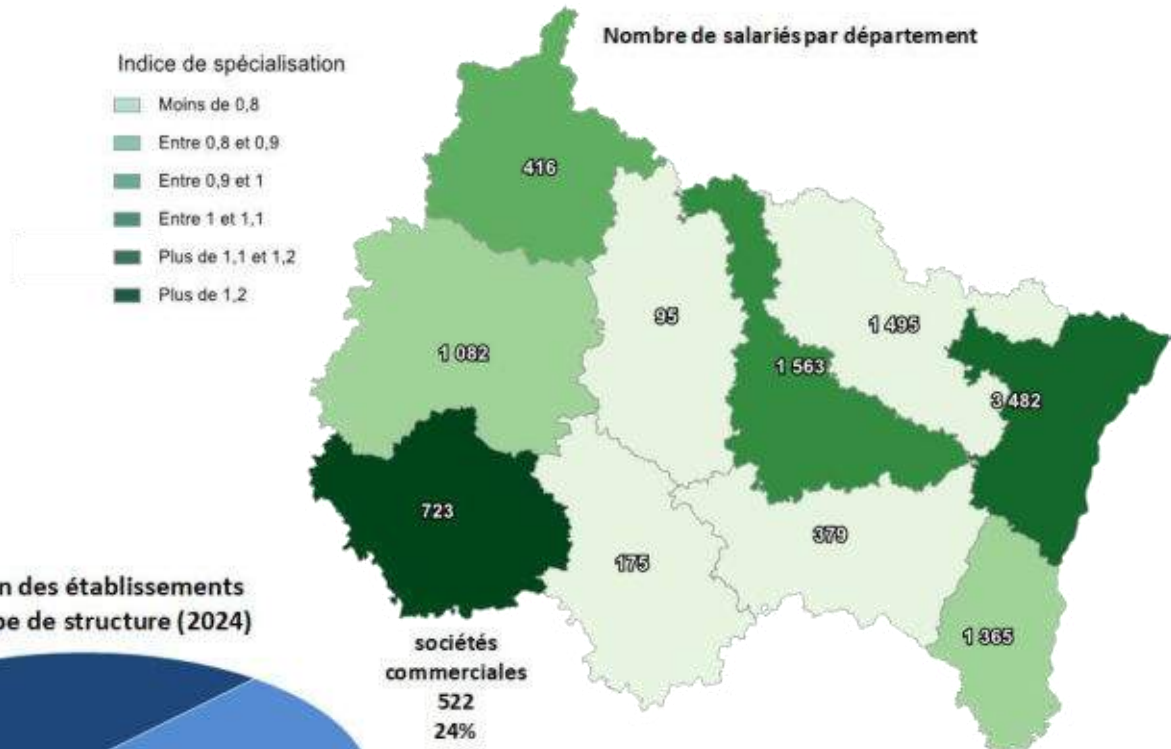 Nombre de salariés par département
Indice de spécialisation
Moins de 0,8
Entre 0,8 et 0,9
Entre 0,9 et 1
Entre 1 et 1,1
Plus de 1,1 et 1,2
Plus de 1,2
416
95
1 495
1 082
1 563
3 482
723
379
175
1 365
n des établissements
pe de structure (2024)
sociétés
commerciales
522
24%